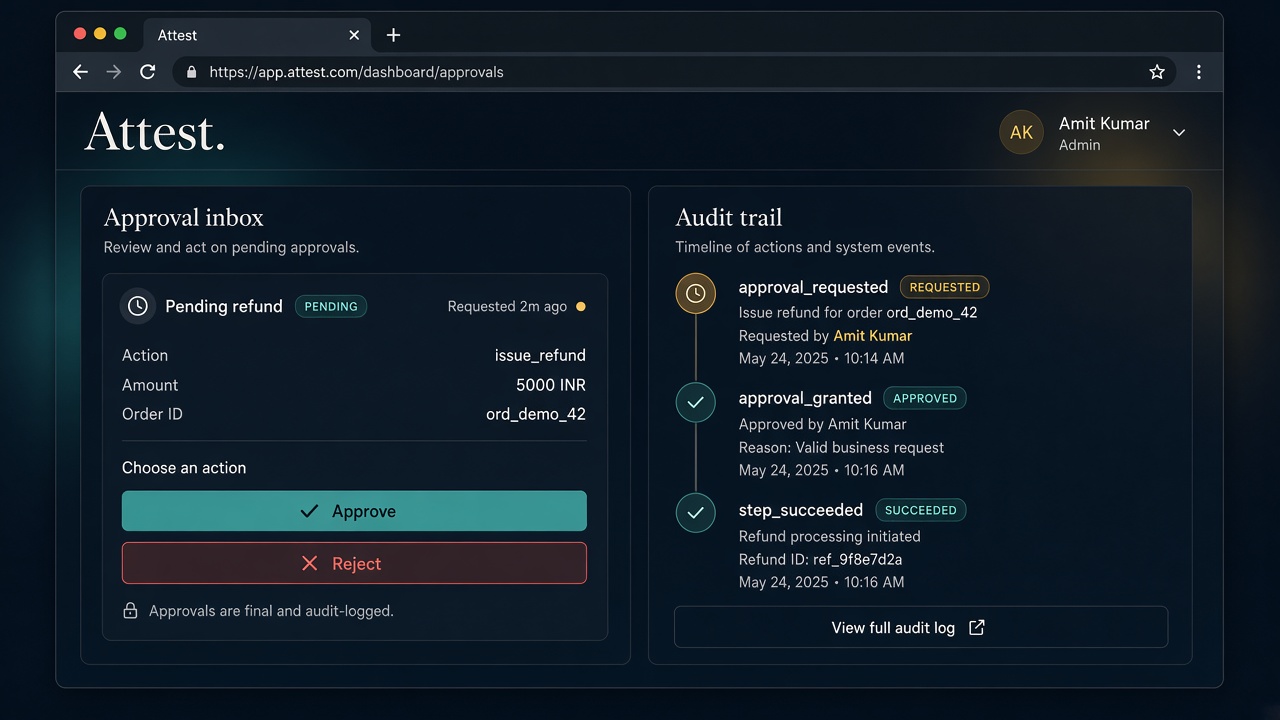 Attest
https://app.attest.com/dashboard/approvals
Attest.
AK
Amit Kumar
Admin
Approval inbox
Review and act on pending approvals.
Pending refund PENDING Requested 2m ago
Action issue_refund
Amount 5000 INR
Order ID ord_demo_42
Choose an action
Approve
Reject
Approvals are final and audit-logged.
Audit trail
Timeline of actions and system events.
approval_requested REQUESTED
Issue refund for order ord_demo_42
Requested by Amit Kumar
May 24, 2025 • 10:14 AM
approval_granted APPROVED
Approved by Amit Kumar
Reason: Valid business request
May 24, 2025 • 10:16 AM
step_succeeded SUCCEEDED
Refund processing initiated
Refund ID: ref_9f8e7d2a
May 24, 2025 • 10:16 AM
View full audit log